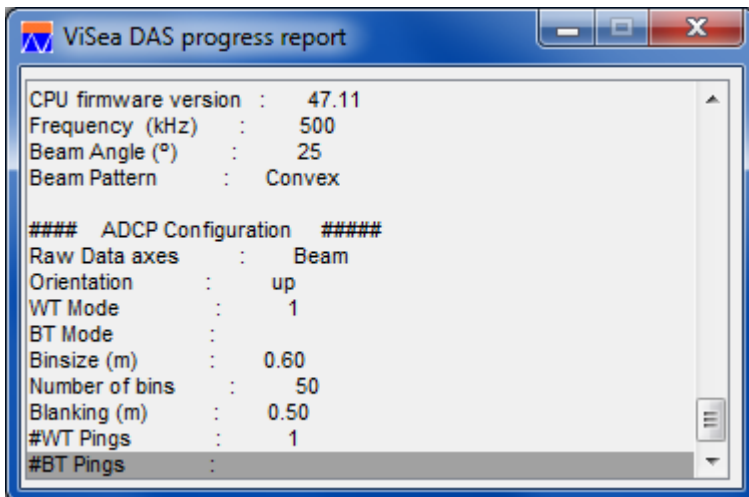 ViSea DAS progress report
CPU firmware version : 47.11
Frequency (kHz) : 500
Beam Angle (º) : 25
Beam Pattern : Convex
#### ADCP Configuration #####
Raw Data axes : Beam
Orientation : up
WT Mode : 1
BT Mode :
Binsize (m) : 0.60
Number of bins : 50
Blanking (m) : 0.50
#WT Pings : 1
#BT Pings :